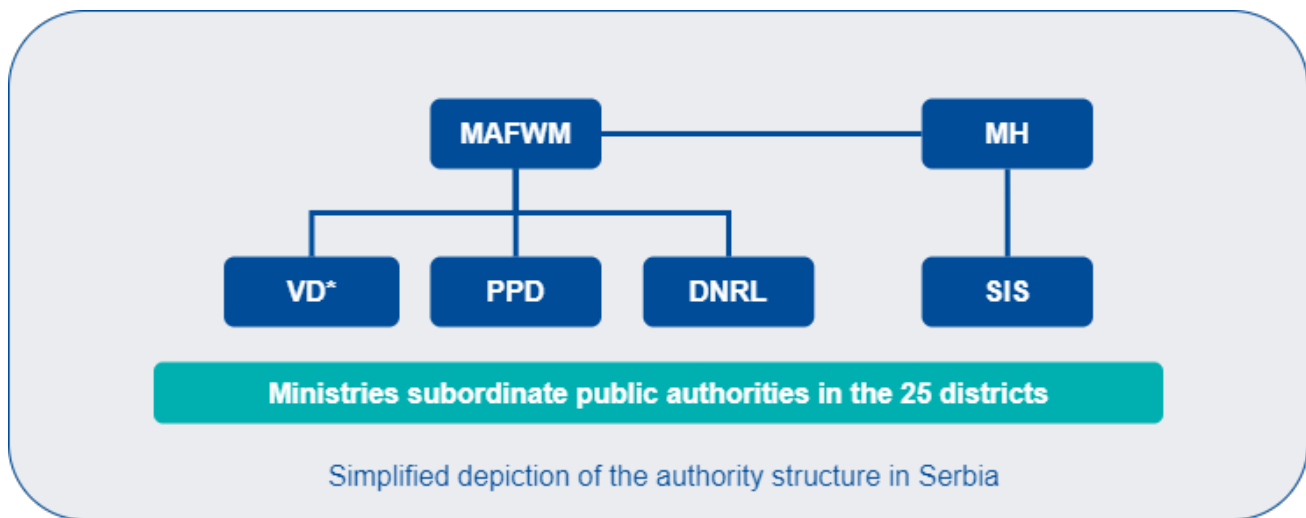 MAFWM
MH
VD*
PPD
DNRL
SIS
Ministries subordinate public authorities in the 25 districts
Simplified depiction of the authority structure in Serbia